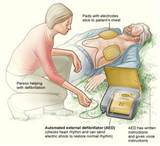 Pads with electrodes
stick to patient's chest
Person helping
with defibrillation
Automated external defibrillator (AED)
(checks heart rhythm and can send
electric shock to restore normal rhythm)
AED has written
instructions
and gives
voice instructions